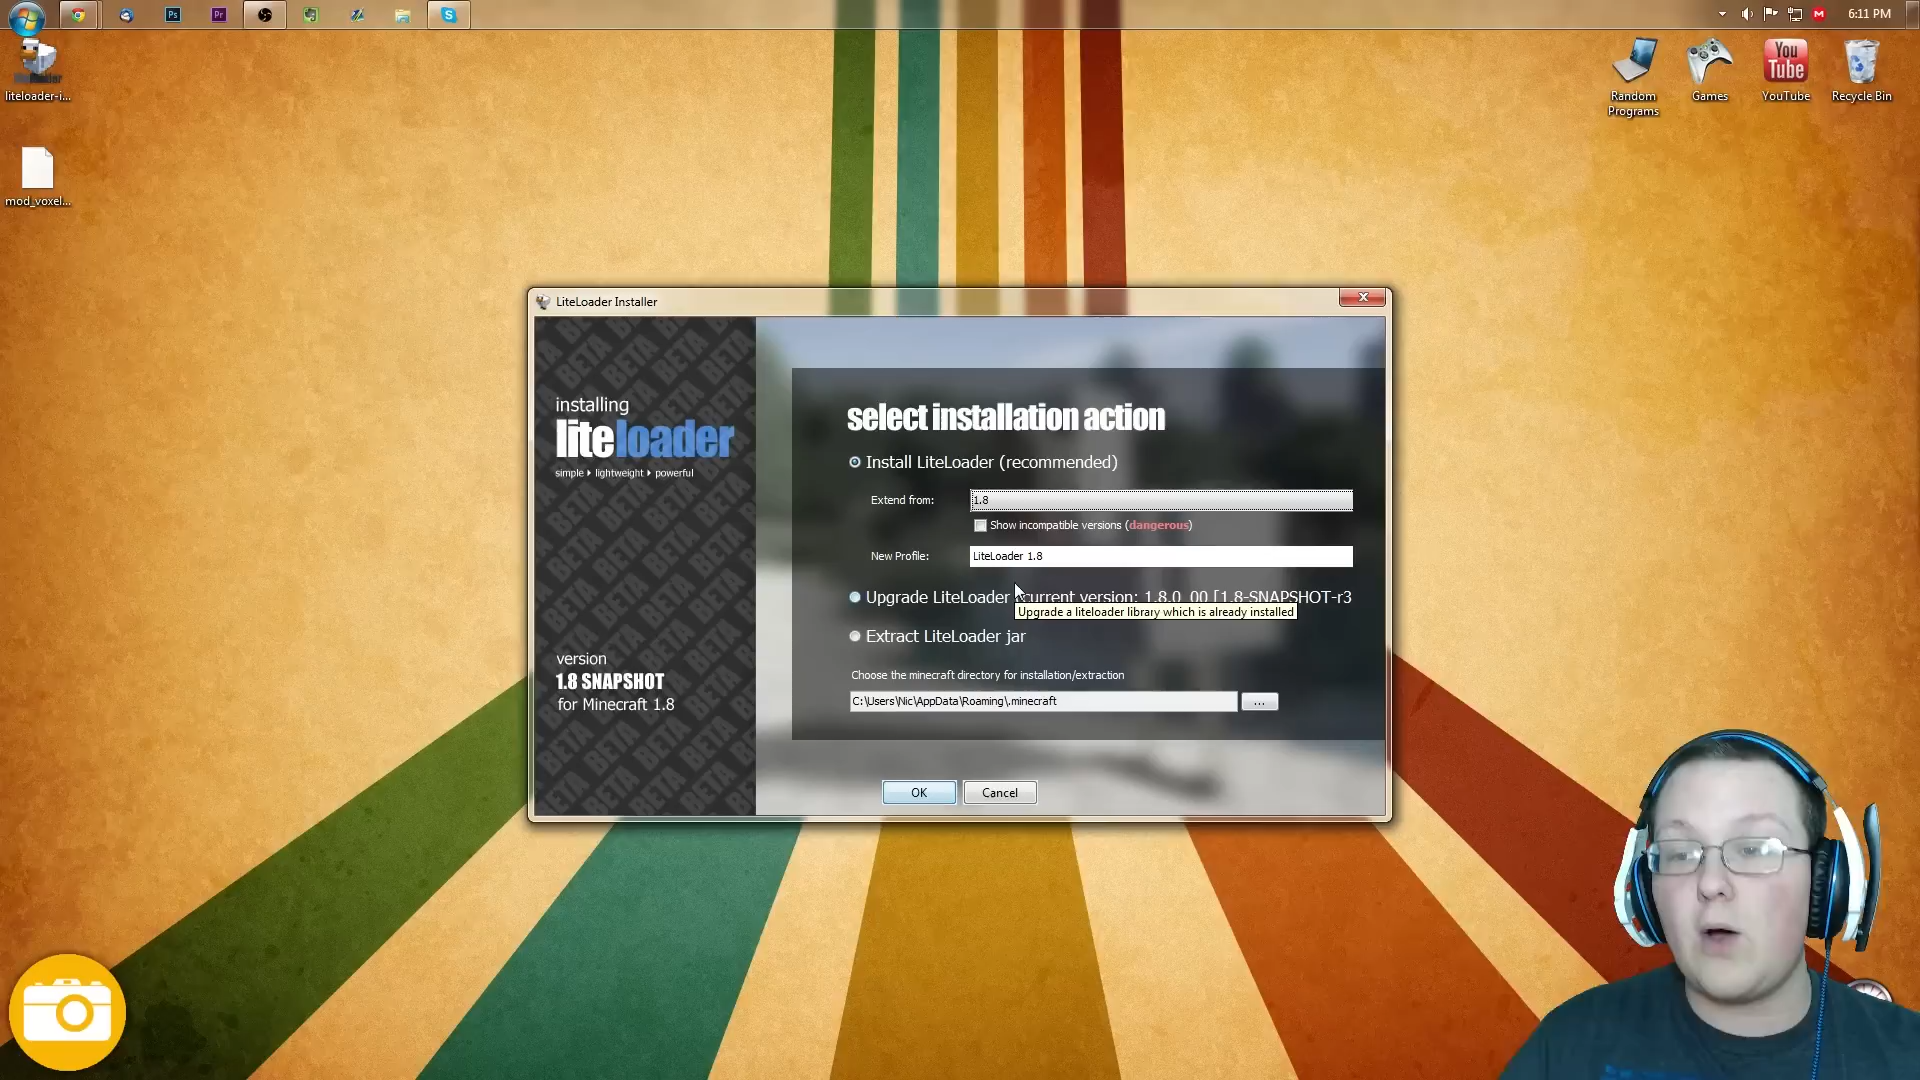 Ps
Pr
S
M
6:11 PM
liteloader-i...
mod_voxel...
Random
Programs
Games
You
Tube
YouTube
Recycle Bin
LiteLoader Installer
X
installing
liteloader
simple lightweight powerful
version
1.8 SNAPSHOT
for Minecraft 1.8
BETA
select installation action
Install LiteLoader (recommended)
Extend from: 1.8
Show incompatible versions (dangerous)
New Profile: LiteLoader 1.8
Upgrade LiteLoader current version: 1.8.0_00 [1.8-SNAPSHOT-r3
Upgrade a liteloader library which is already installed
Extract LiteLoader jar
Choose the minecraft directory for installation/extraction
C:\Users\Nic\AppData\Roaming\.minecraft
...
OK Cancel